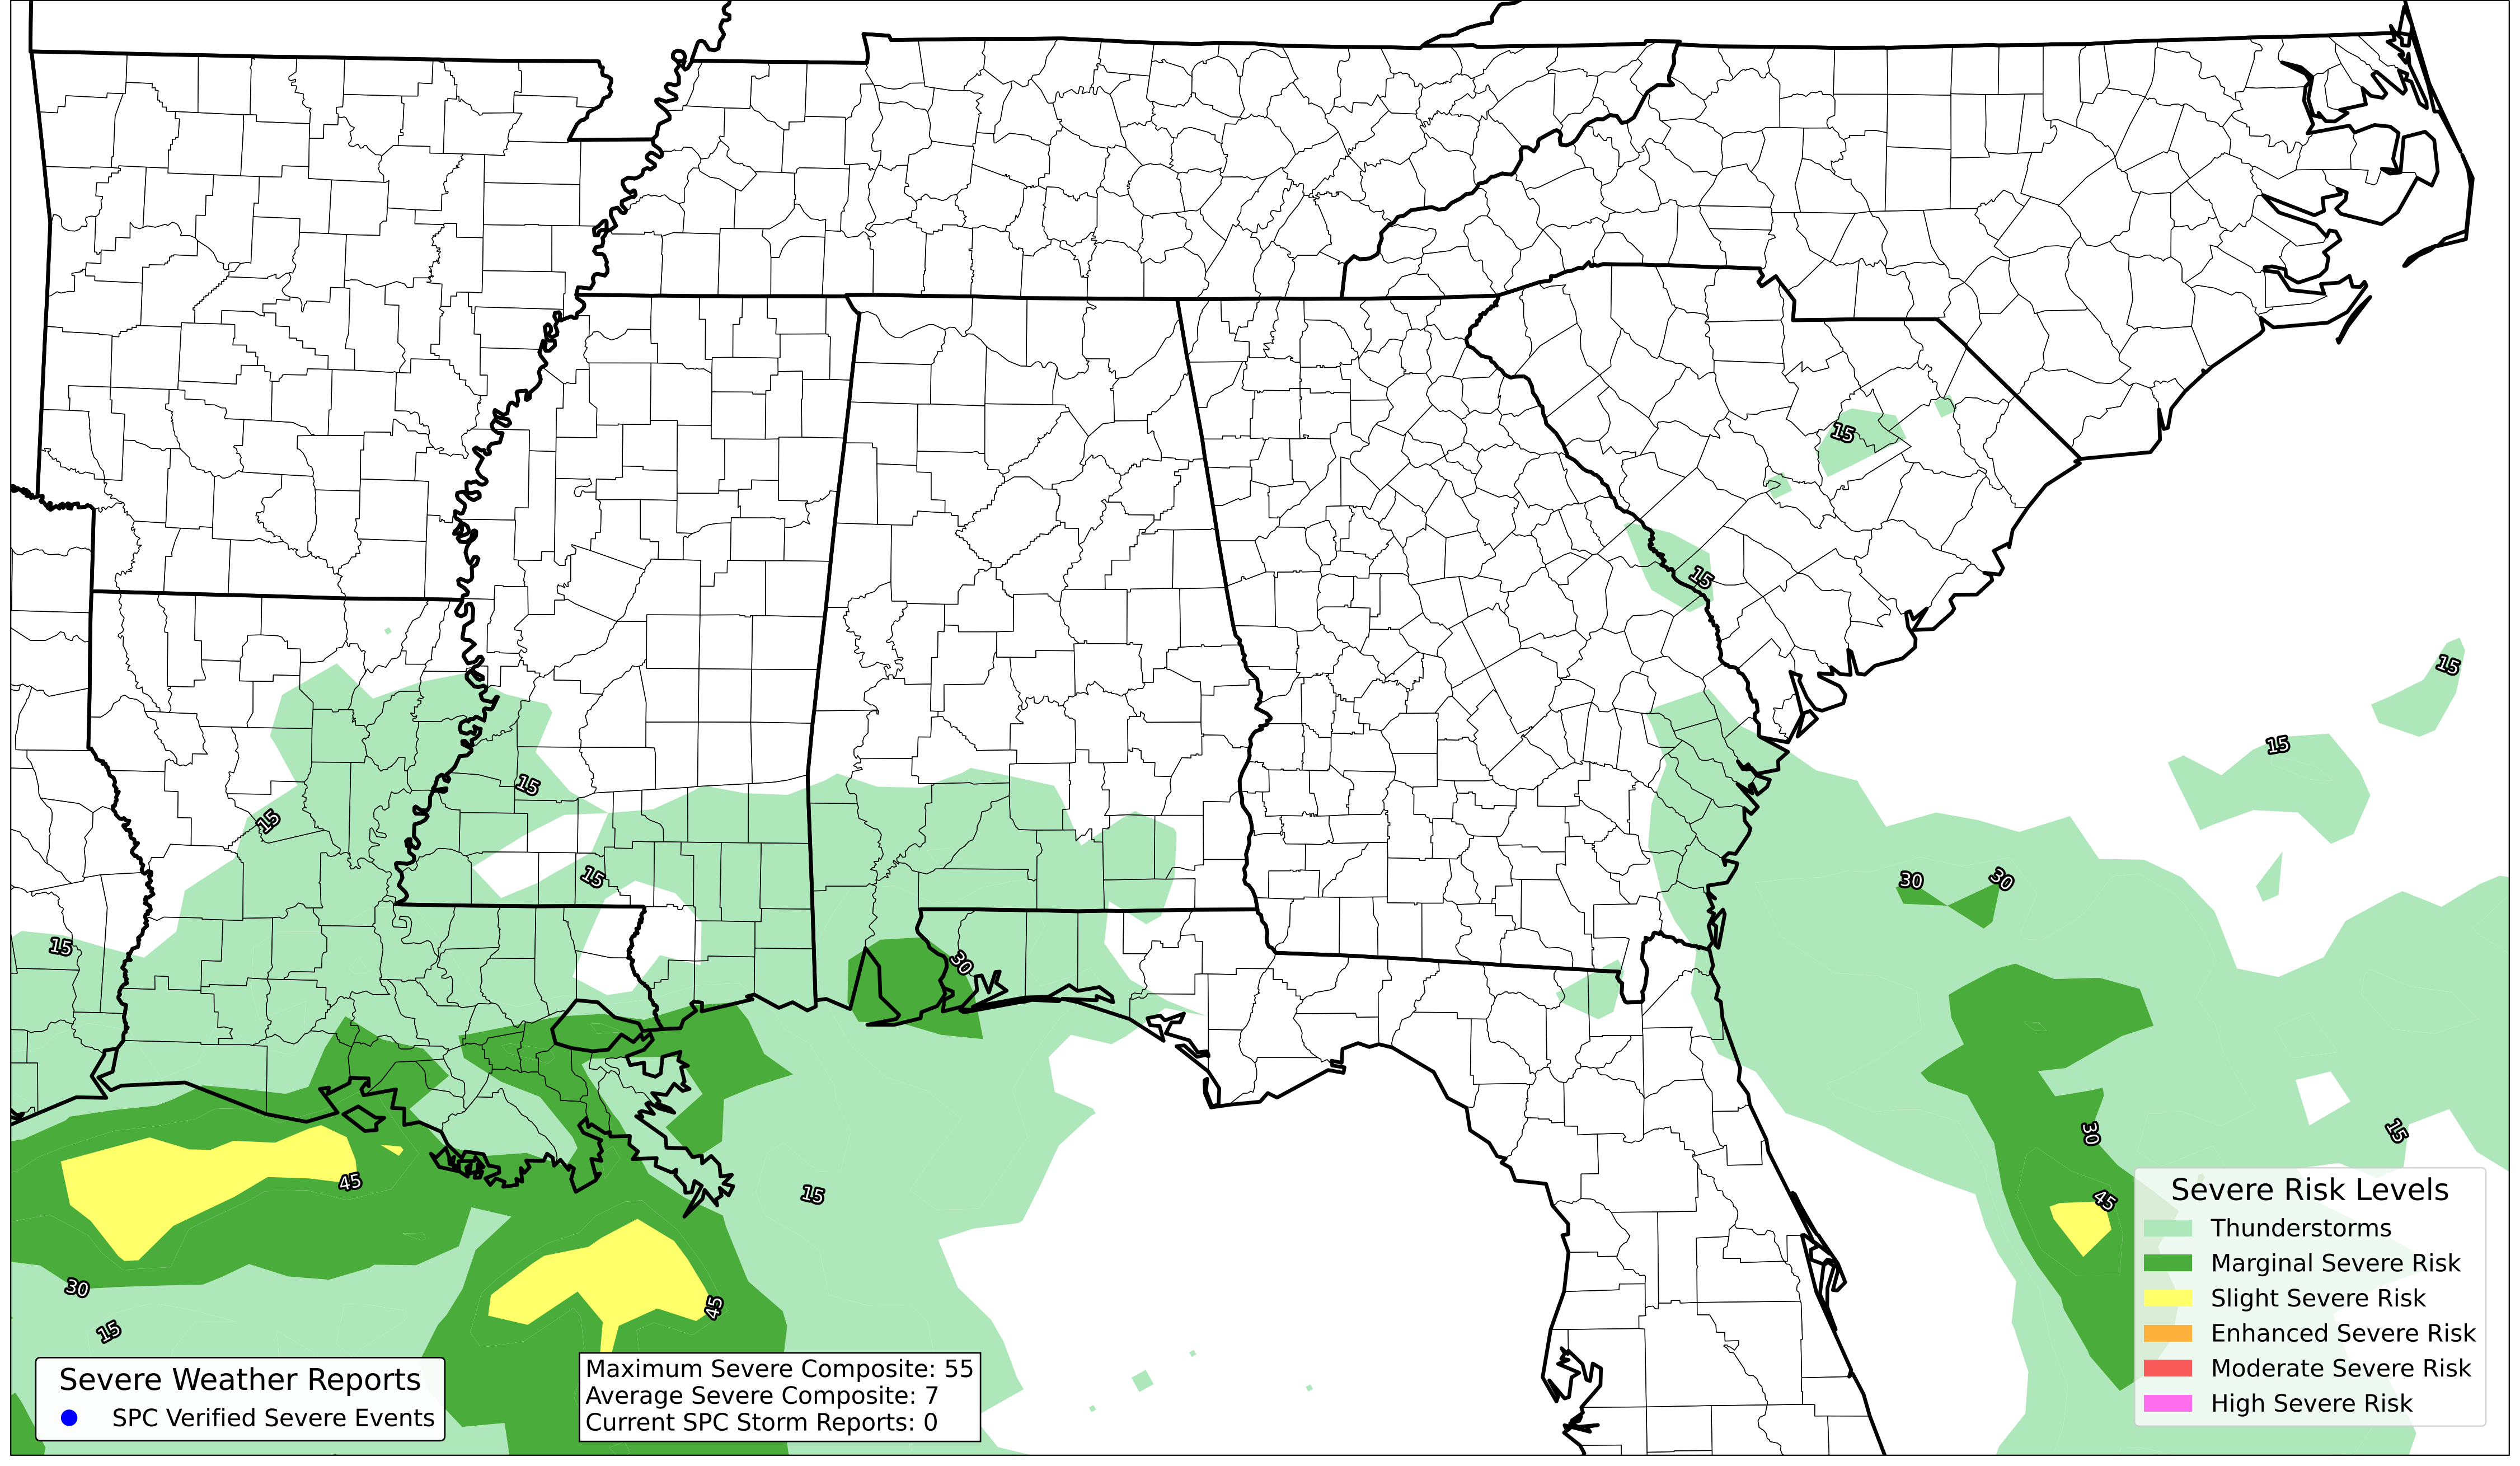 15
15
15
15
15
15
15
15
30
30
15
30
30
15
45
15
45
30
45
15
Severe Risk Levels
Thunderstorms
Marginal Severe Risk
Slight Severe Risk
Enhanced Severe Risk
Moderate Severe Risk
High Severe Risk
Severe Weather Reports
SPC Verified Severe Events
Maximum Severe Composite: 55
Average Severe Composite: 7
Current SPC Storm Reports: 0